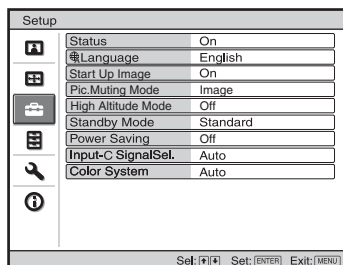 Setup
Status On
Language English
Start Up Image On
Pic.Muting Mode Image
High Altitude Mode Off
Standby Mode Standard
Power Saving Off
Input-C SignalSel. Auto
Color System Auto
Sel: Set: ENTER Exit: MENU